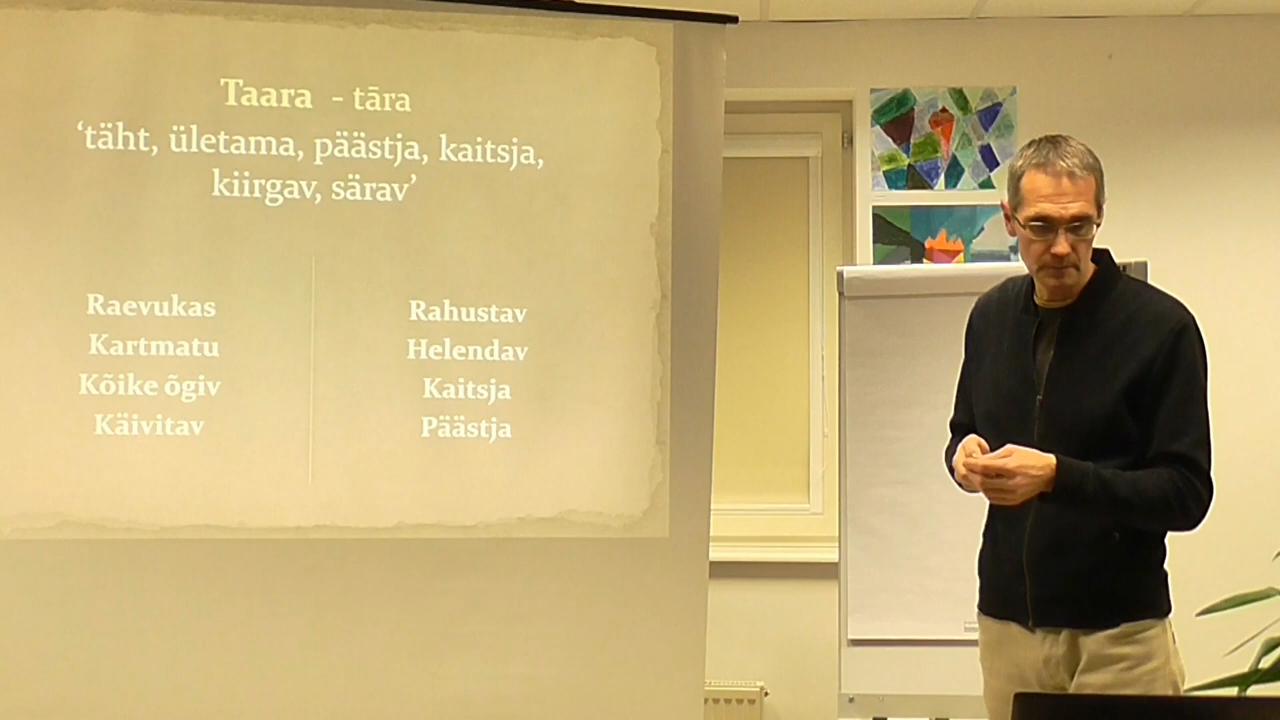 Taara - tāra
‘täht, ületama, päästja, kaitsja,
kiirgav, särav’
Raevukas
Kartmatu
Kõike õgiv
Käivitav
Rahustav
Helendav
Kaitsja
Päästja